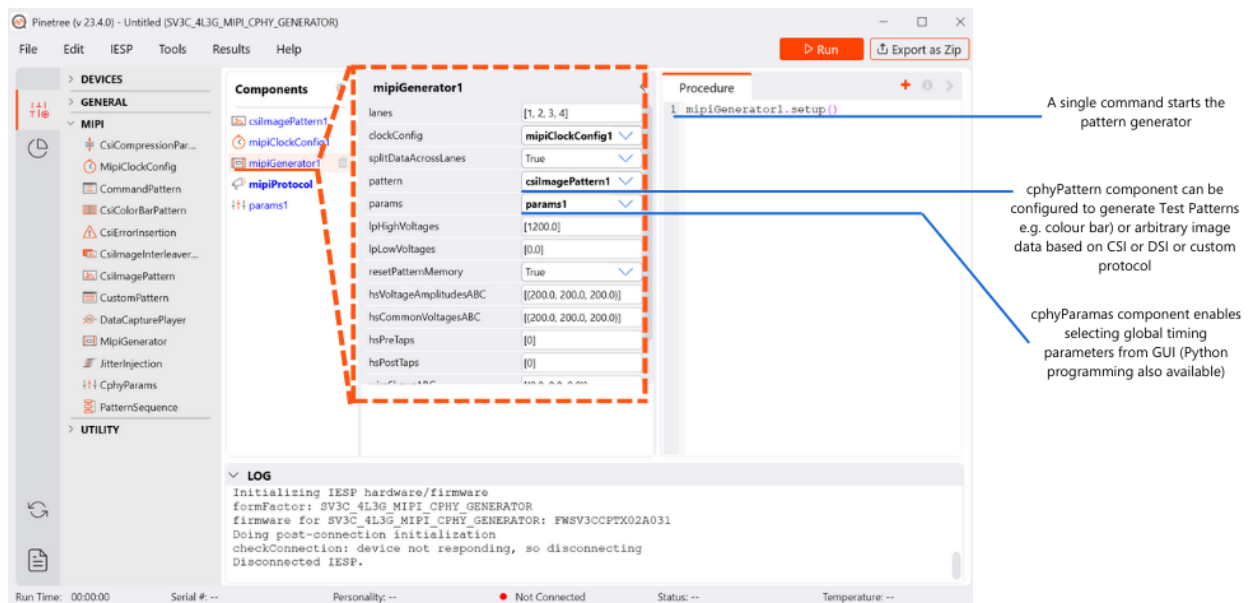 Pinetree (v 23.4.0) - Untitled (SV3C_4L3G_MIPI_CPHY_GENERATOR)
File Edit IESP Tools Results Help
Run
Export as Zip
DEVICES
GENERAL
MIPI
CsiCompressionPar...
MipiClockConfig
CommandPattern
CsiColorBarPattern
CsiErrorInsertion
CsiImageInterleaver...
CsiImagePattern
CustomPattern
DataCapturePlayer
MipiGenerator
JitterInjection
CphyParams
PatternSequence
UTILITY
Components
csiImagePattern1
mipiClockConfig1
mipiGenerator1
mipiProtocol
params1
mipiGenerator1
lanes [1, 2, 3, 4]
clockConfig mipiClockConfig1
splitDataAcrossLanes True
pattern csiImagePattern1
params params1
lpHighVoltages [1200.0]
lpLowVoltages [0.0]
resetPatternMemory True
hsVoltageAmplitudesABC [(200.0, 200.0, 200.0)]
hsCommonVoltagesABC [(200.0, 200.0, 200.0)]
hsPreTaps [0]
hsPostTaps [0]
Procedure
1 mipiGenerator1.setup()
LOG
Initializing IESP hardware/firmware
formFactor: SV3C_4L3G_MIPI_CPHY_GENERATOR
firmware for SV3C_4L3G_MIPI_CPHY_GENERATOR: FWSV3CCPTX02A031
Doing post-connection initialization
checkConnection: device not responding, so disconnecting
Disconnected IESP.
Run Time: 00:00:00 Serial #: -- Personality: -- Not Connected Status: -- Temperature: --
A single command starts the
pattern generator
cphyPattern component can be
configured to generate Test Patterns
e.g. colour bar) or arbitrary image
data based on CSI or DSI or custom
protocol
cphyParamas component enables
selecting global timing
parameters from GUI (Python
programming also available)